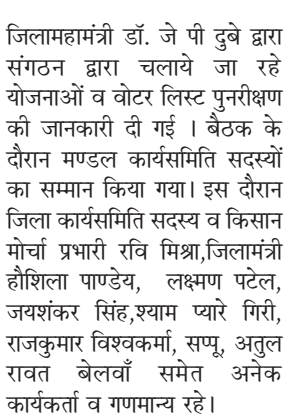 जिलामहामंत्री डॉ. जे पी दुबे द्वारा
संगठन द्वारा चलाये जा रहे
योजनाओं व वोटर लिस्ट पुनरीक्षण
की जानकारी दी गई । बैठक के
दौरान मण्डल कार्यसमिति सदस्यों
का सम्मान किया गया। इस दौरान
जिला कार्यसमिति सदस्य व किसान
मोर्चा प्रभारी रवि मिश्रा,जिलामंत्री
हौशिला पाण्डेय, लक्ष्मण पटेल,
जयशंकर सिंह,श्याम प्यारे गिरी,
राजकुमार विश्वकर्मा, सप्पू, अतुल
रावत बेलवाँ समेत अनेक
कार्यकर्ता व गणमान्य रहे।